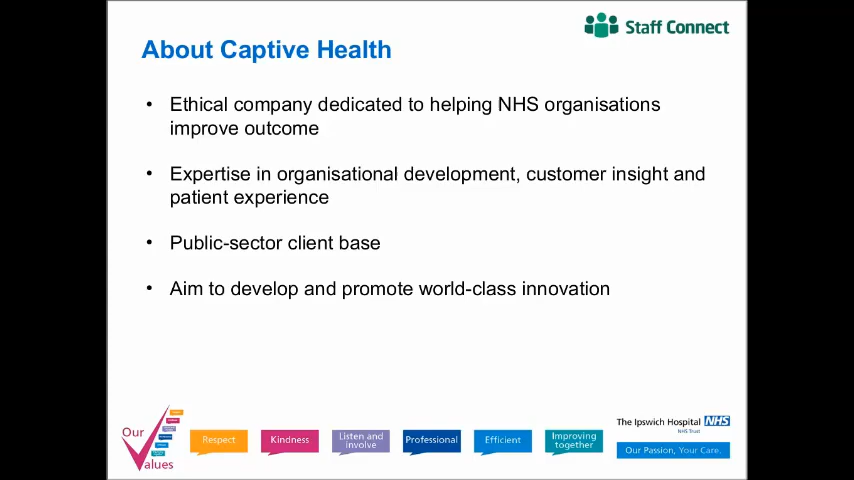 Staff Connect
About Captive Health
• Ethical company dedicated to helping NHS organisations
improve outcome
• Expertise in organisational development, customer insight and
patient experience
• Public-sector client base
• Aim to develop and promote world-class innovation
Our
Values
Respect
Kindness
Listen and
involve
Professional
Efficient
Improving
together
The Ipswich Hospital NHS
NHS Trust
Our Passion, Your Care.